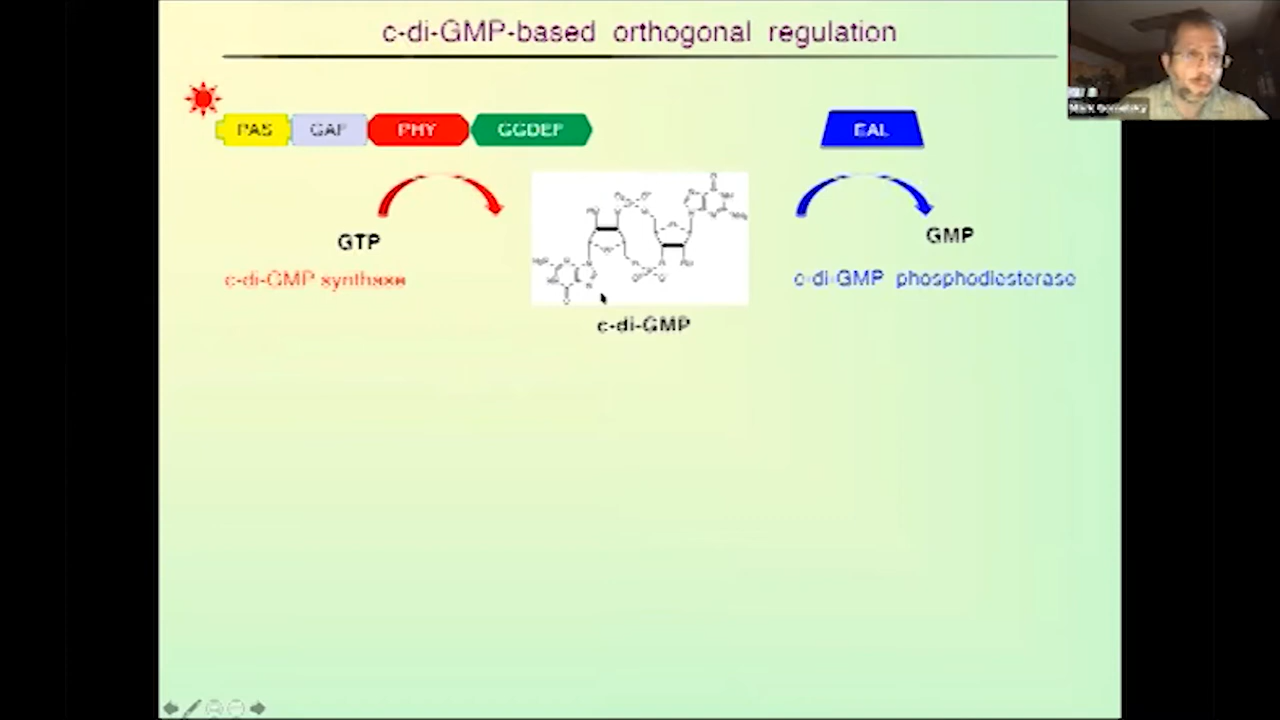 c-di-GMP-based orthogonal regulation
PAS GAF PHY GGDEF
EAL
GTP
GMP
c-di-GMP synthase
c-di-GMP phosphodiesterase
c-di-GMP